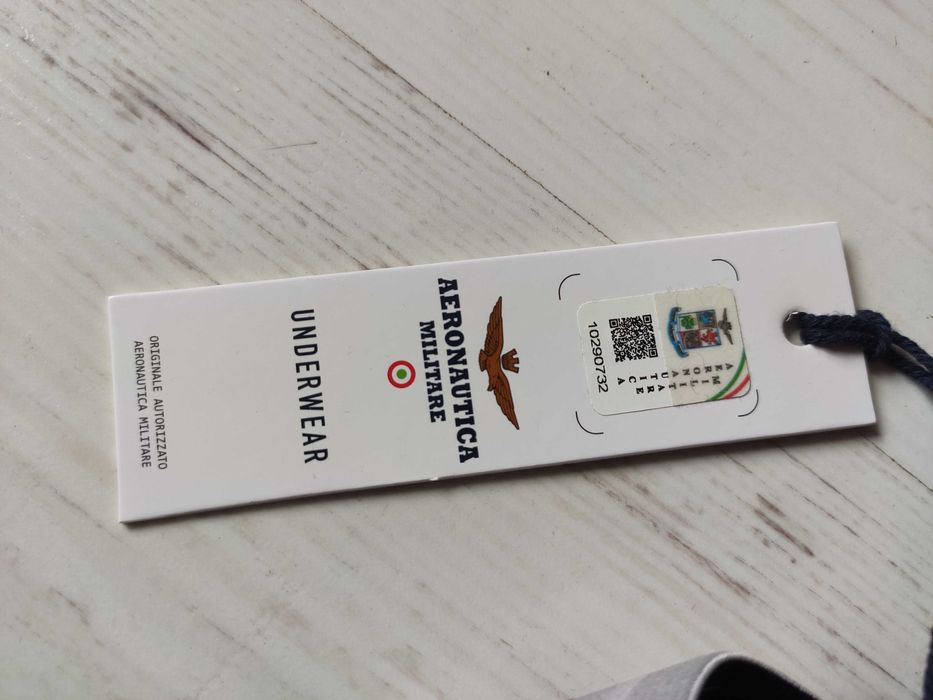 10290732
AERONAUTICA
MILITARE
UNDERWEAR
ORIGINALE AUTORIZZATO
AERONAUTICA MILITARE